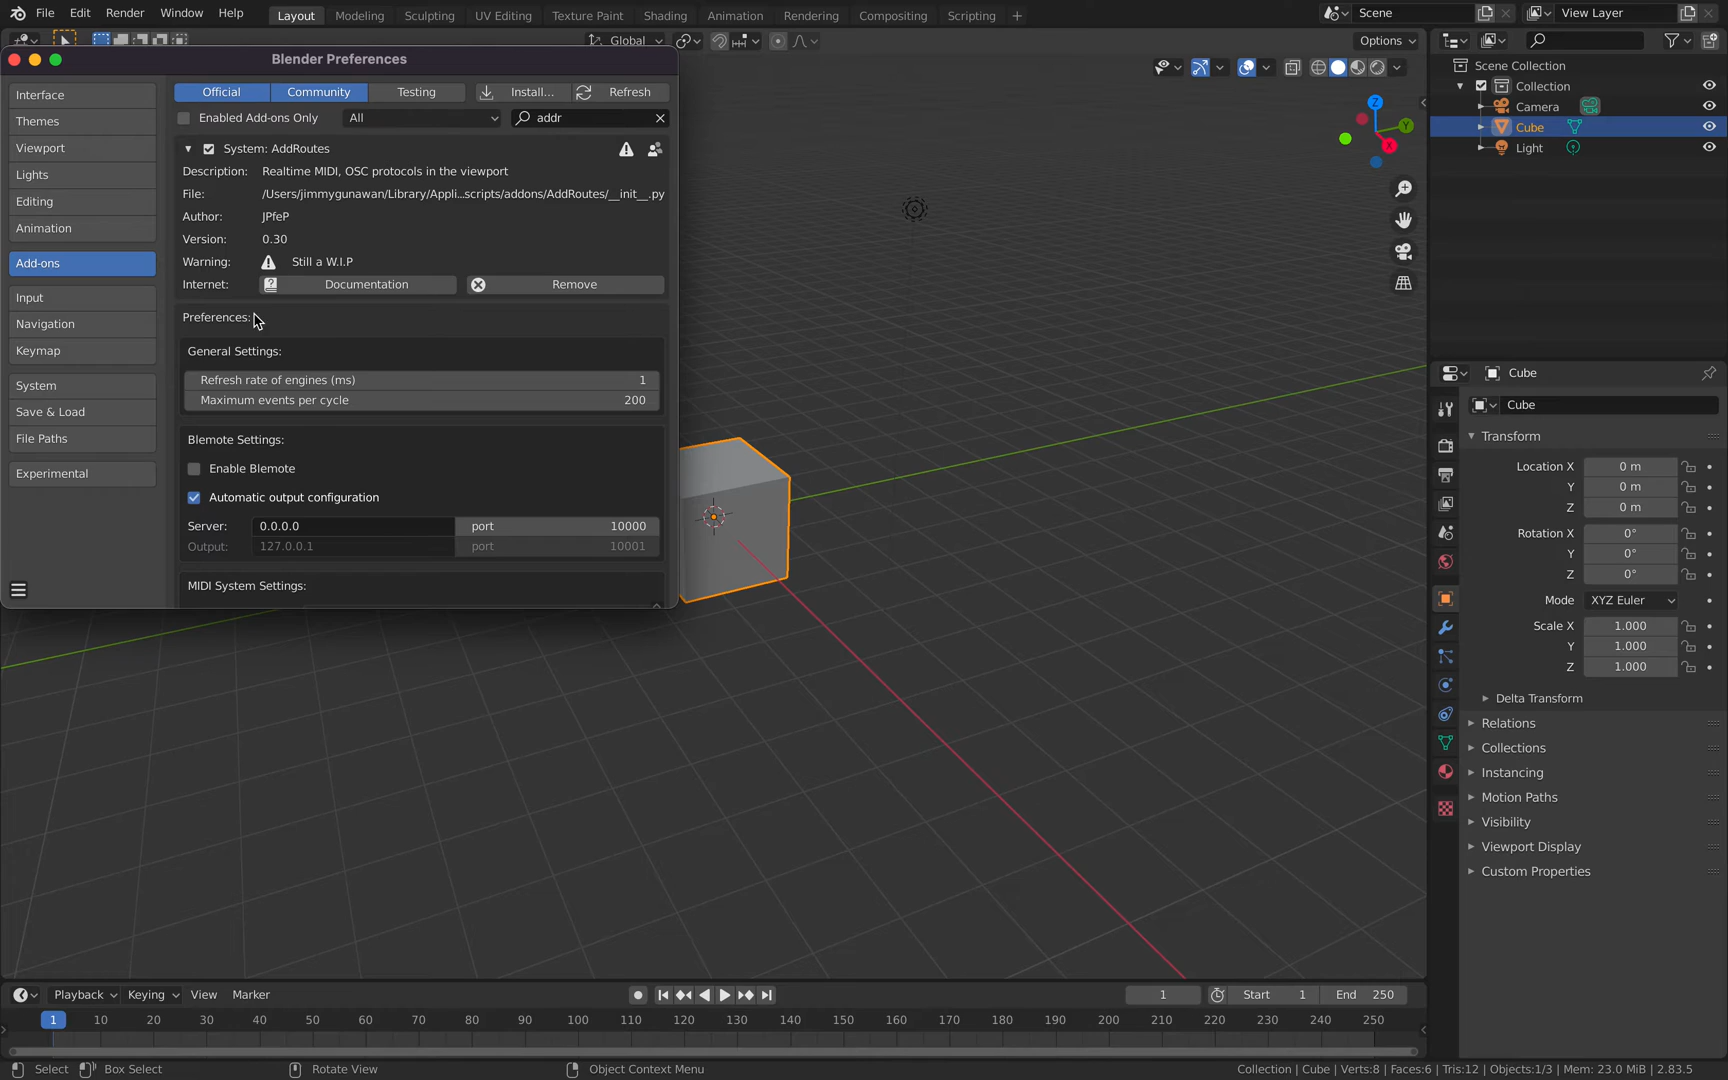 File Edit Render Window Help
Layout Modeling Sculpting UV Editing Texture Paint Shading Animation Rendering Compositing Scripting +
Scene
View Layer
Global
Options
Blender Preferences
Interface
Themes
Viewport
Lights
Editing
Animation
Add-ons
Input
Navigation
Keymap
System
Save & Load
File Paths
Experimental
Official Community Testing Install... Refresh
Enabled Add-ons Only All addr
System: AddRoutes
Description: Realtime MIDI, OSC protocols in the viewport
File: /Users/jimmygunawan/Library/Appli...scripts/addons/AddRoutes/__init__.py
Author: JPfeP
Version: 0.30
Warning: Still a W.I.P
Internet: Documentation Remove
Preferences:
General Settings:
Refresh rate of engines (ms) 1
Maximum events per cycle 200
Blemote Settings:
Enable Blemote
Automatic output configuration
Server: 0.0.0.0 port 10000
Output: 127.0.0.1 port 10001
MIDI System Settings:
Z
Y
X
Scene Collection
Collection
Camera
Cube
Light
Cube
Cube
Transform
Location X 0 m
Y 0 m
Z 0 m
Rotation X 0°
Y 0°
Z 0°
Mode XYZ Euler
Scale X 1.000
Y 1.000
Z 1.000
Delta Transform
Relations
Collections
Instancing
Motion Paths
Visibility
Viewport Display
Custom Properties
Playback Keying View Marker
1 Start 1 End 250
1 10 20 30 40 50 60 70 80 90 100 110 120 130 140 150 160 170 180 190 200 210 220 230 240 250
Select Box Select Rotate View Object Context Menu
Collection | Cube | Verts:8 | Faces:6 | Tris:12 | Objects:1/3 | Mem: 23.0 MiB | 2.83.5